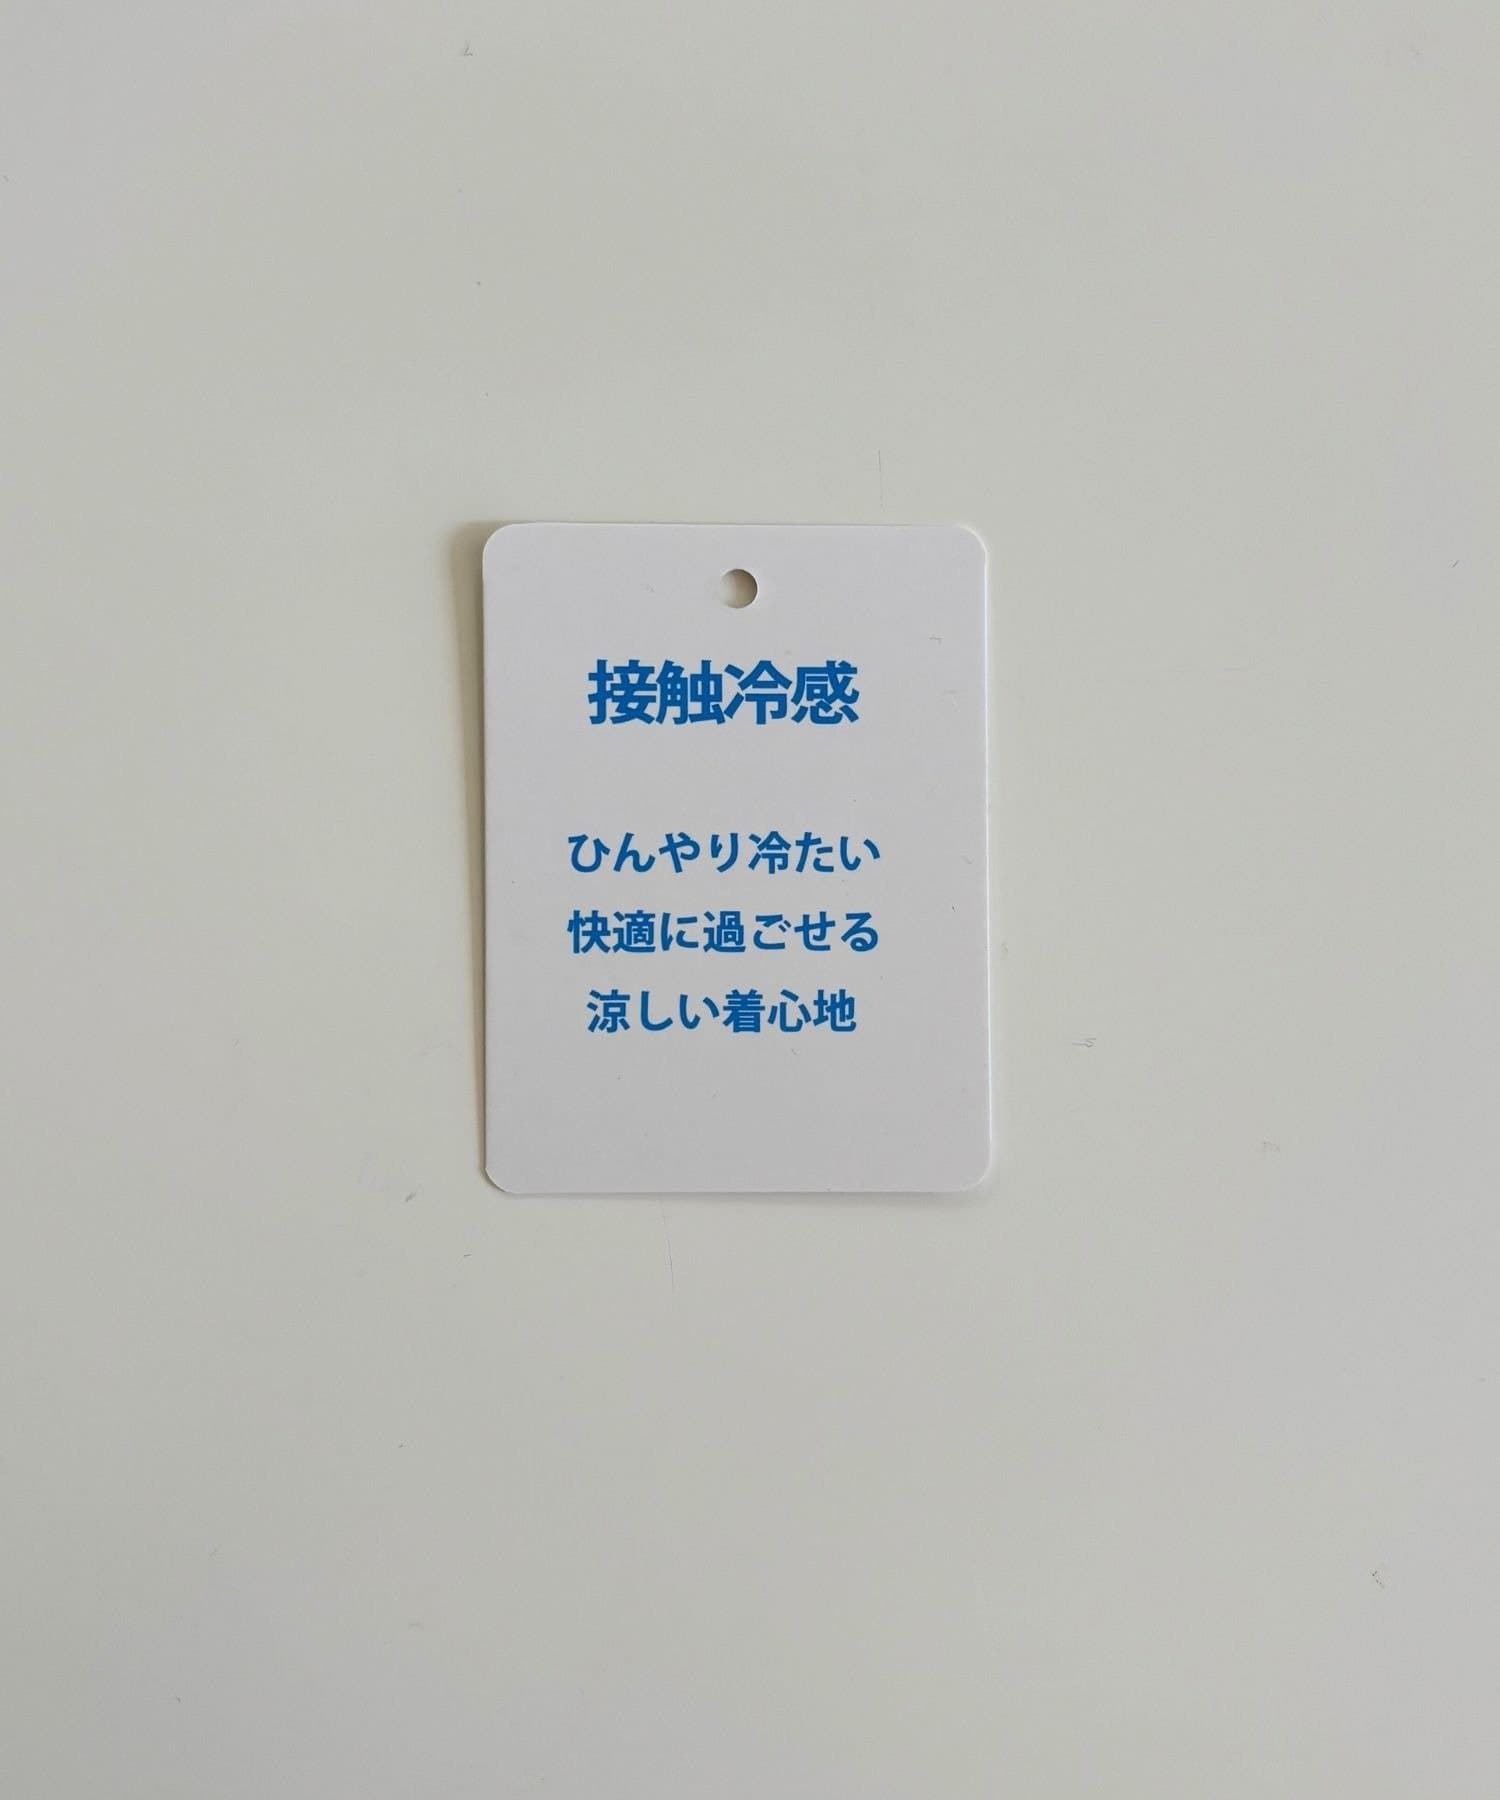 接触冷感
ひんやり冷たい
快適に過ごせる
涼しい着心地